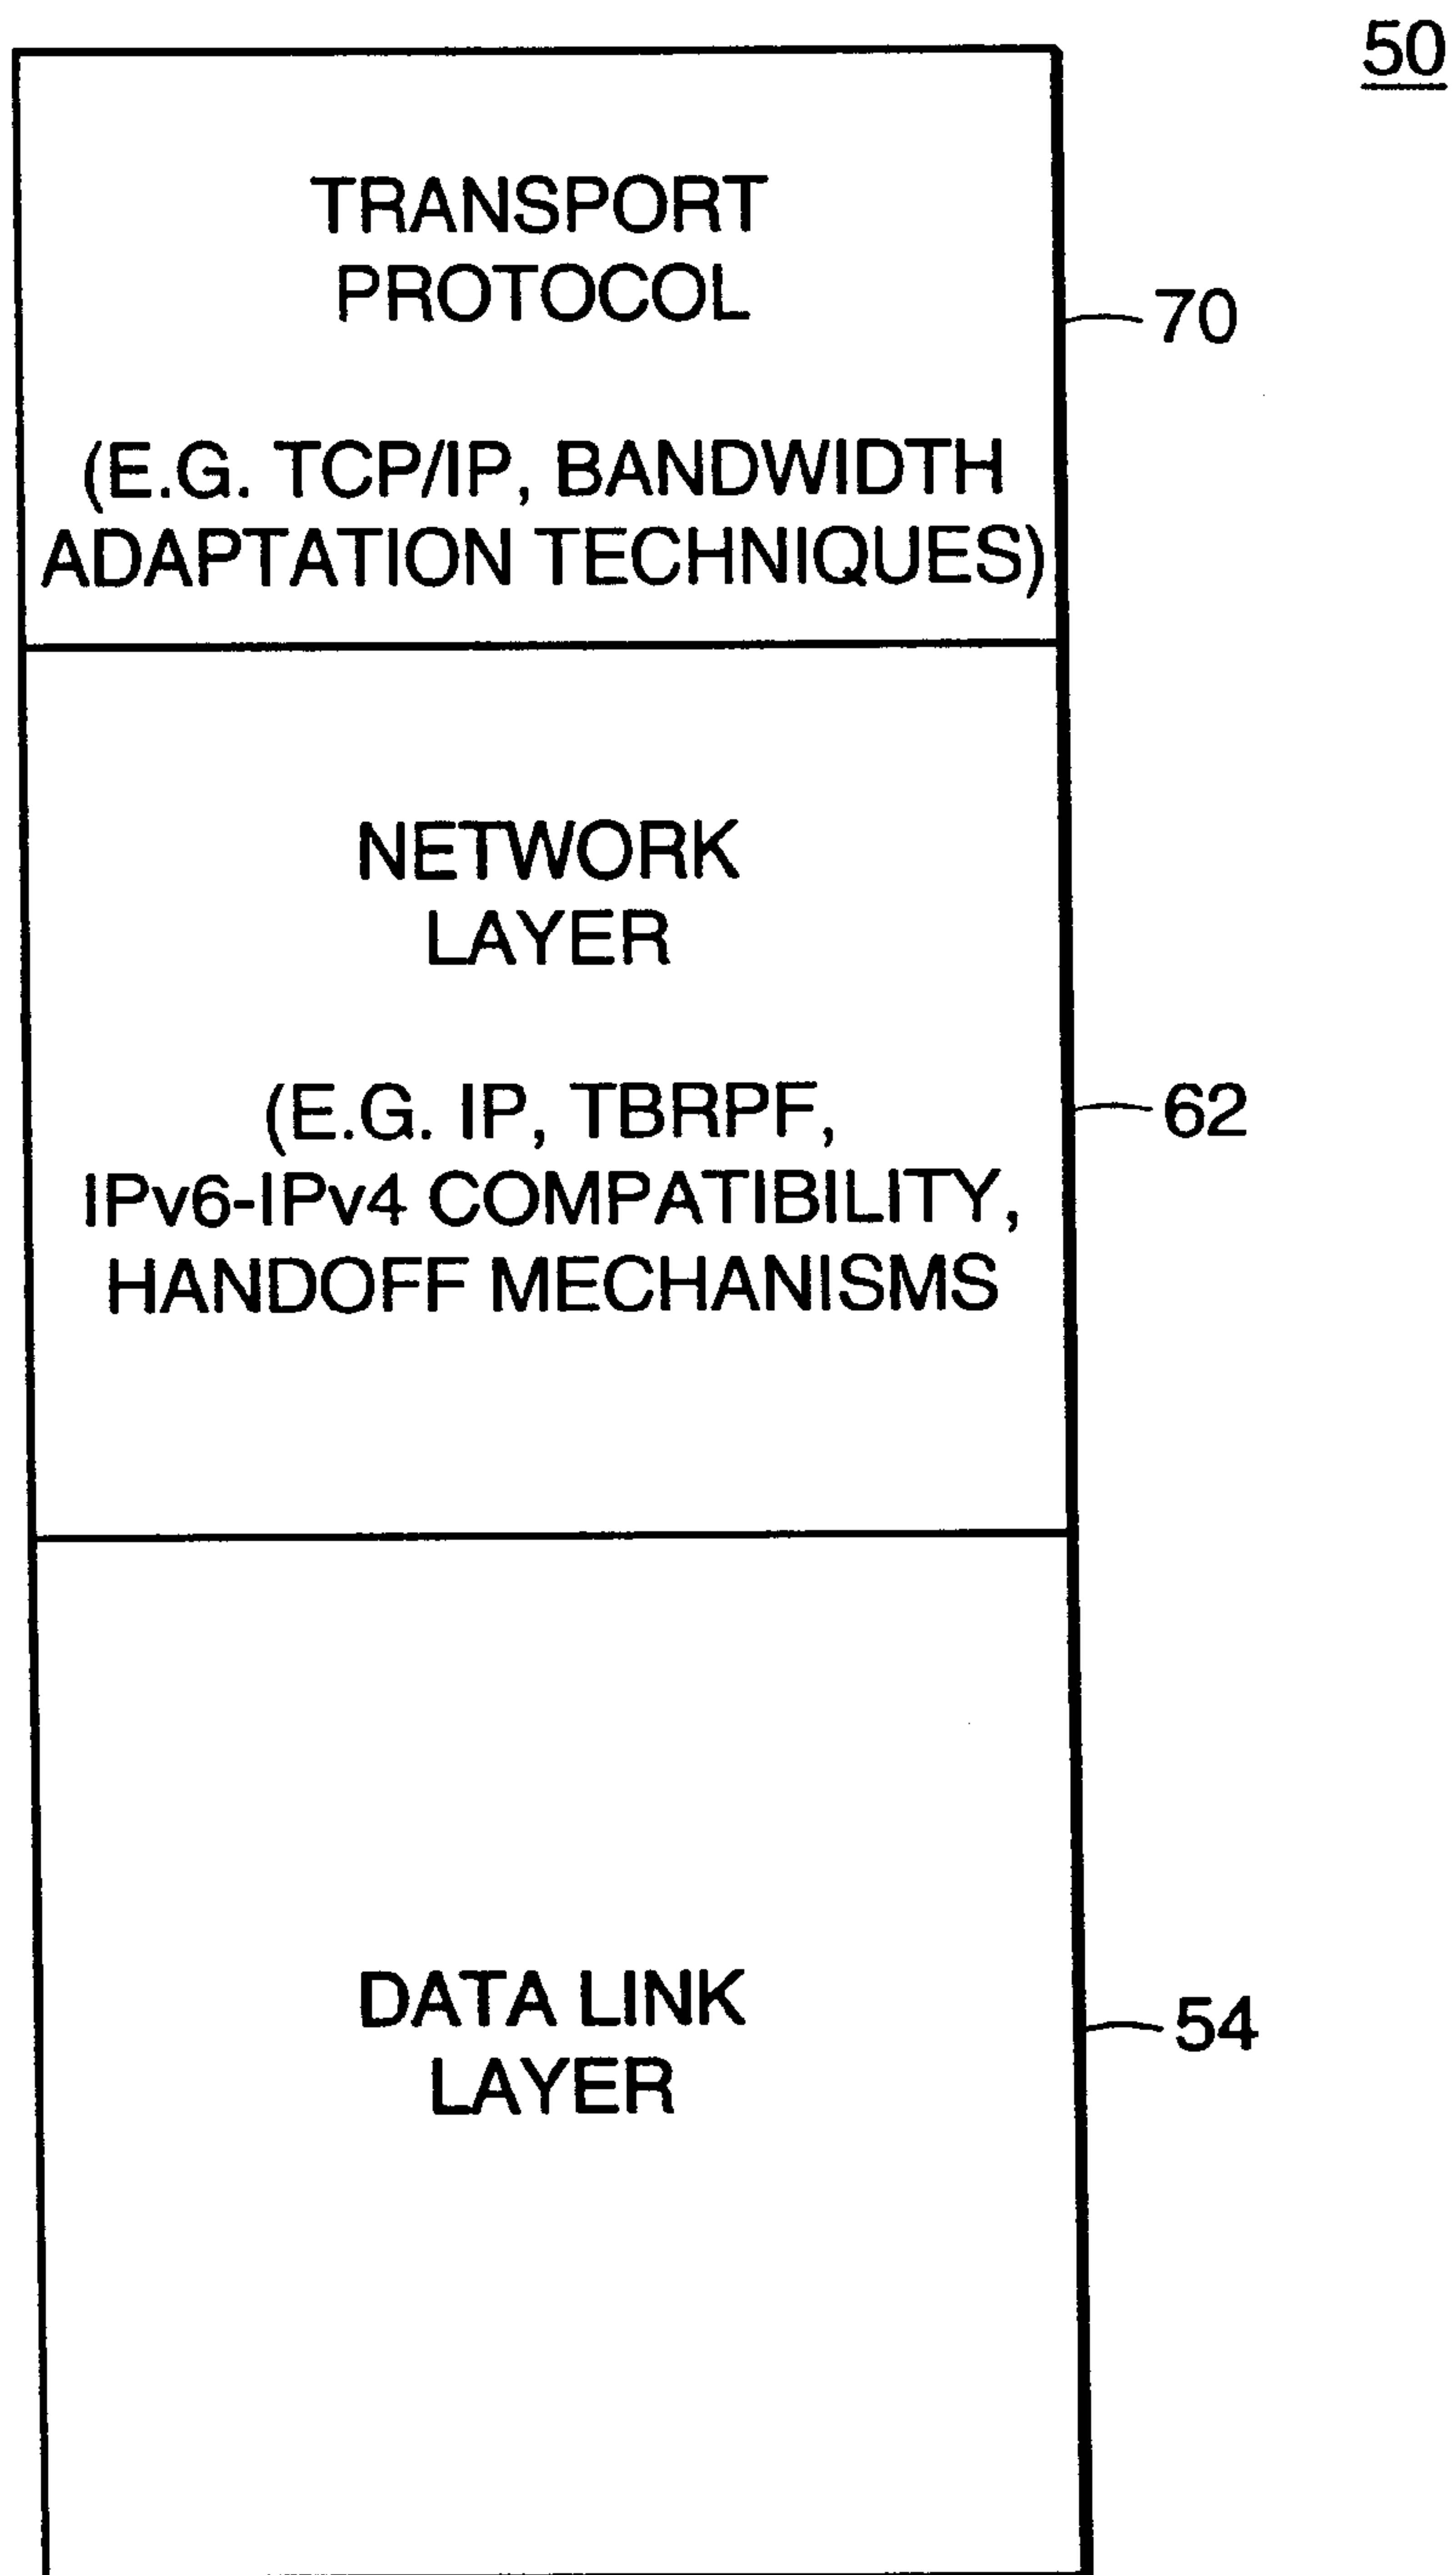 50
TRANSPORT
PROTOCOL
70
(E.G. TCP/IP, BANDWIDTH
ADAPTATION TECHNIQUES)
NETWORK
LAYER
(E.G. IP, TBRPF,
62
IPv6-IPv4 COMPATIBILITY,
HANDOFF MECHANISMS
DATA LINK
54
LAYER